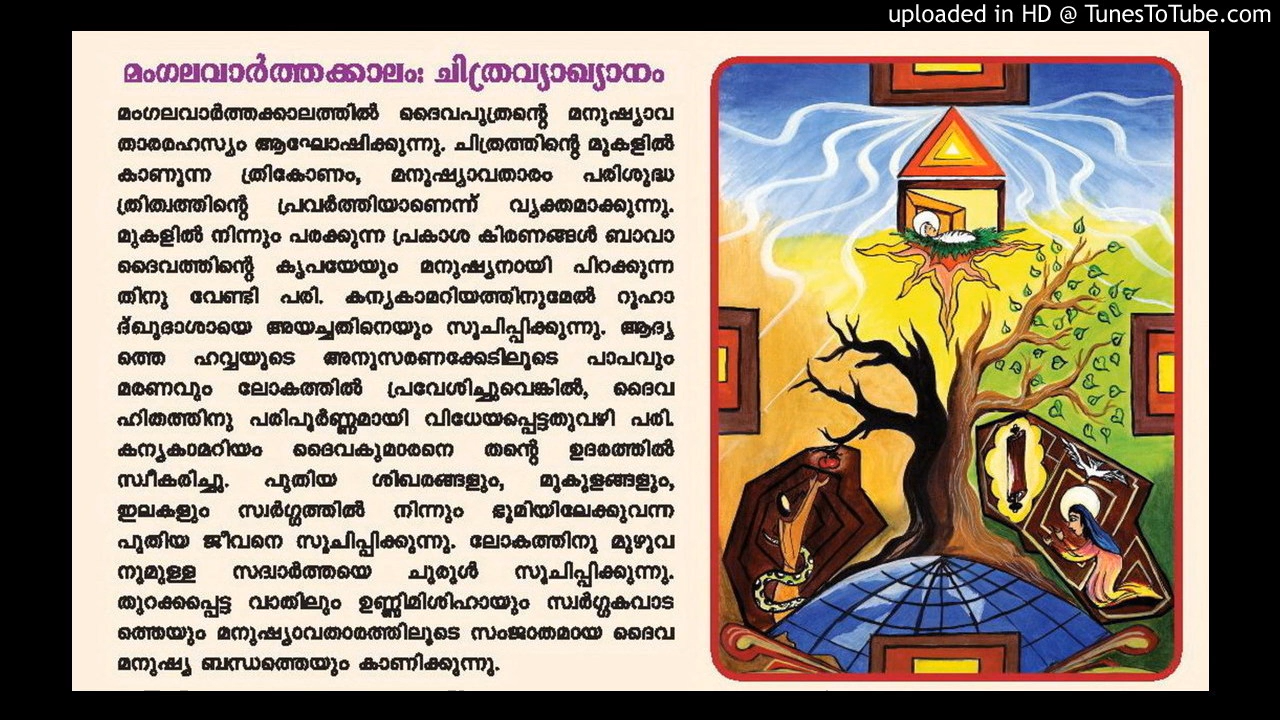 uploaded in HD @ TunesToTube.com
മംഗലവാർത്തക്കാലം: ചിത്രവ്യാഖ്യാനം
മംഗലവാർത്തക്കാലത്തിൽ ദൈവപുത്രന്റെ മനുഷ്യാവ
താരമഹസ്യം ആഘോഷിക്കുന്നു. ചിത്രത്തിന്റെ മുകളിൽ
കാണുന്ന ത്രികോണം, മനുഷ്യാവതാരം പരിശുദ്ധ
ത്രിത്വത്തിന്റെ പ്രവർത്തിയാണെന്ന് വ്യക്തമാക്കുന്നു.
മുകളിൽ നിന്നും പരക്കുന്ന പ്രകാശ കിരണങ്ങൾ ബാവാ
ദൈവത്തിന്റെ കൃപയേയും മനുഷ്യനായി പിറക്കുന്ന
തിനു വേണ്ടി പരി. കന്യകാമറിയത്തിനുമേൽ റൂഹാ
ദ്ഖുദാശായെ അയച്ചതിനെയും സൂചിപ്പിക്കുന്നു. ആദ്യ
ത്തെ ഹവ്വയുടെ അനുസരണക്കേടിലൂടെ പാപവും
മരണവും ലോകത്തിൽ പ്രവേശിച്ചുവെങ്കിൽ, ദൈവ
ഹിതത്തിനു പരിപൂർണ്ണമായി വിധേയപ്പെട്ടതുവഴി പരി.
കന്യകാമറിയം ദൈവകുമാരനെ തന്റെ ഉദരത്തിൽ
സ്വീകരിച്ചു. പുതിയ ശിഖരങ്ങളും, മുകുളങ്ങളും,
ഇലകളും സ്വർഗ്ഗത്തിൽ നിന്നും ഭൂമിയിലേക്കുവന്ന
പുതിയ ജീവനെ സൂചിപ്പിക്കുന്നു. ലോകത്തിനു മുഴുവ
നുമുള്ള സദ്വാർത്തയെ ചുരുൾ സൂചിപ്പിക്കുന്നു.
തുറക്കപ്പെട്ട വാതിലും ഉണ്ണിമിശിഹായും സ്വർഗ്ഗകവാട
ത്തെയും മനുഷ്യാവതാരത്തിലൂടെ സംജാതമായ ദൈവ
മനുഷ്യ ബന്ധത്തെയും കാണിക്കുന്നു.